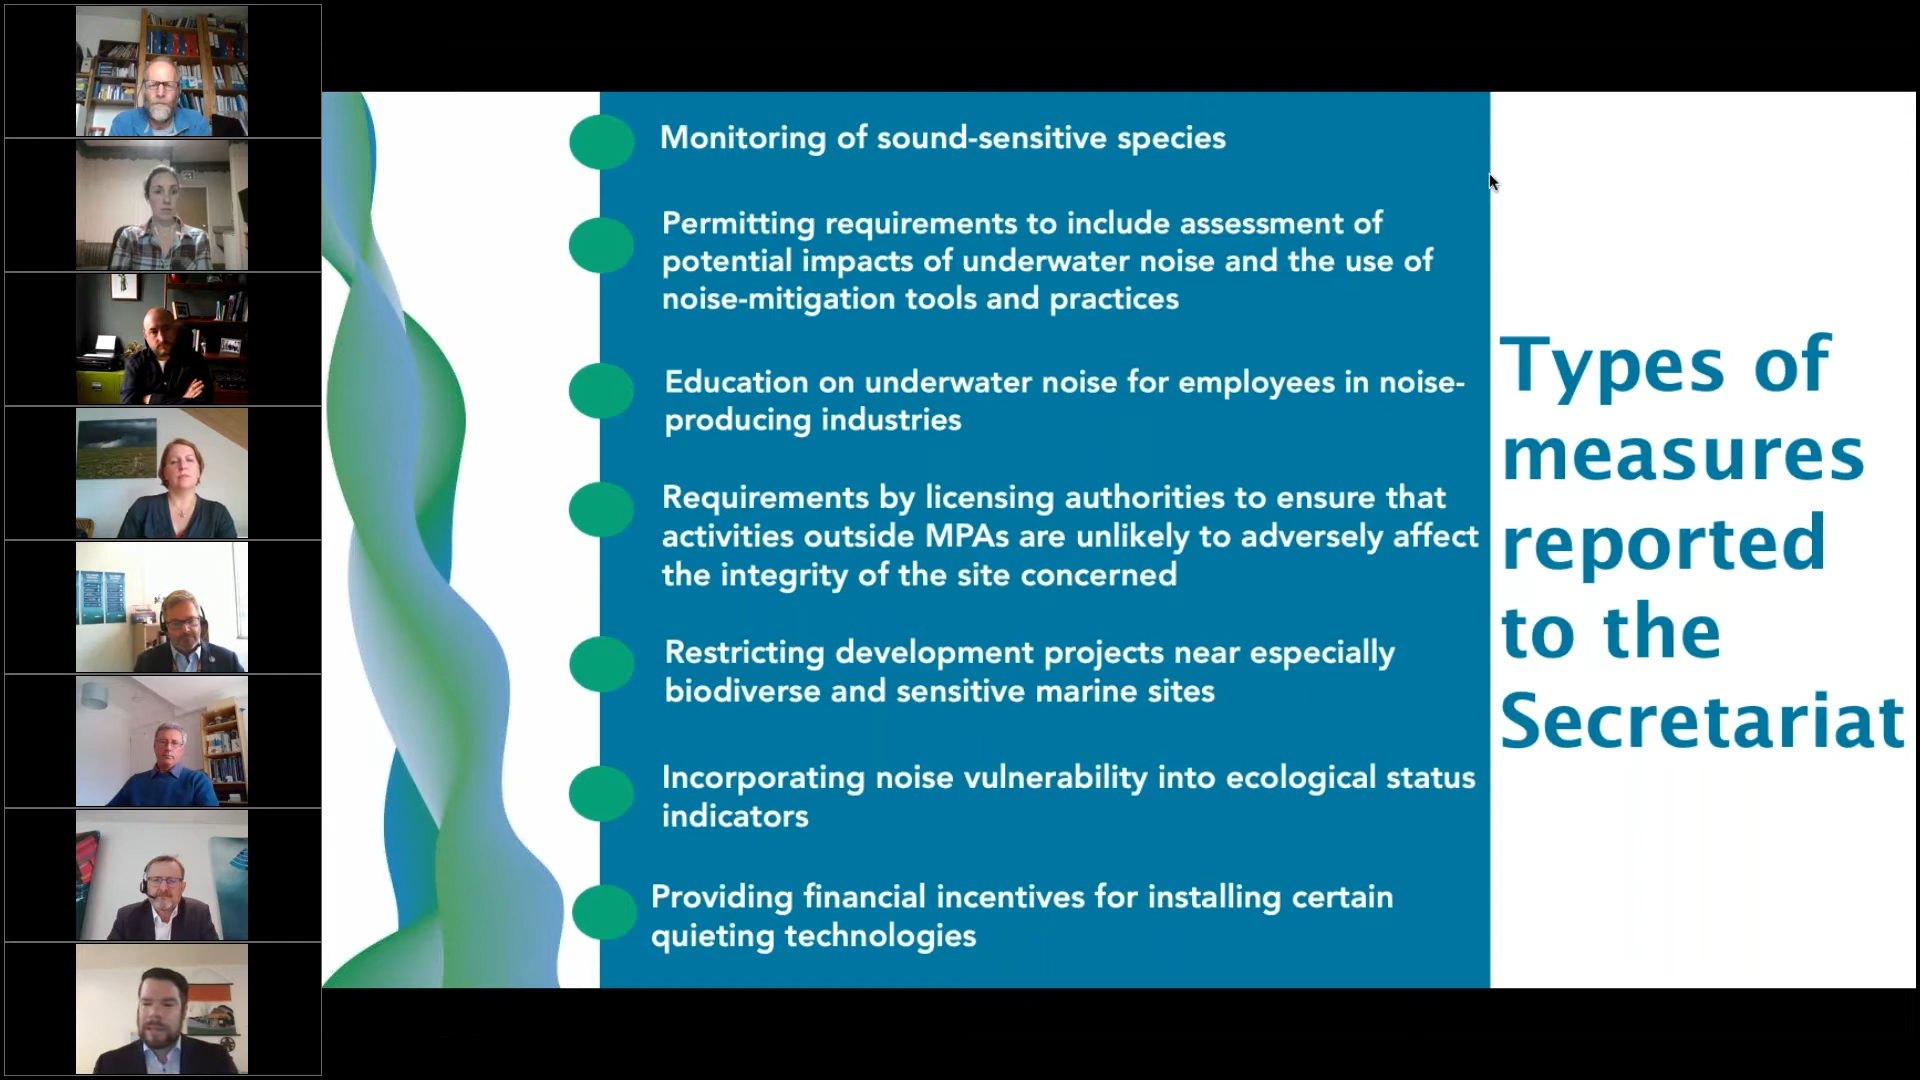 Monitoring of sound-sensitive species
Permitting requirements to include assessment of
potential impacts of underwater noise and the use of
noise-mitigation tools and practices
Education on underwater noise for employees in noise-
producing industries
Requirements by licensing authorities to ensure that
activities outside MPAs are unlikely to adversely affect
the integrity of the site concerned
Restricting development projects near especially
biodiverse and sensitive marine sites
Incorporating noise vulnerability into ecological status
indicators
Providing financial incentives for installing certain
quieting technologies
Types of
measures
reported
to the
Secretariat